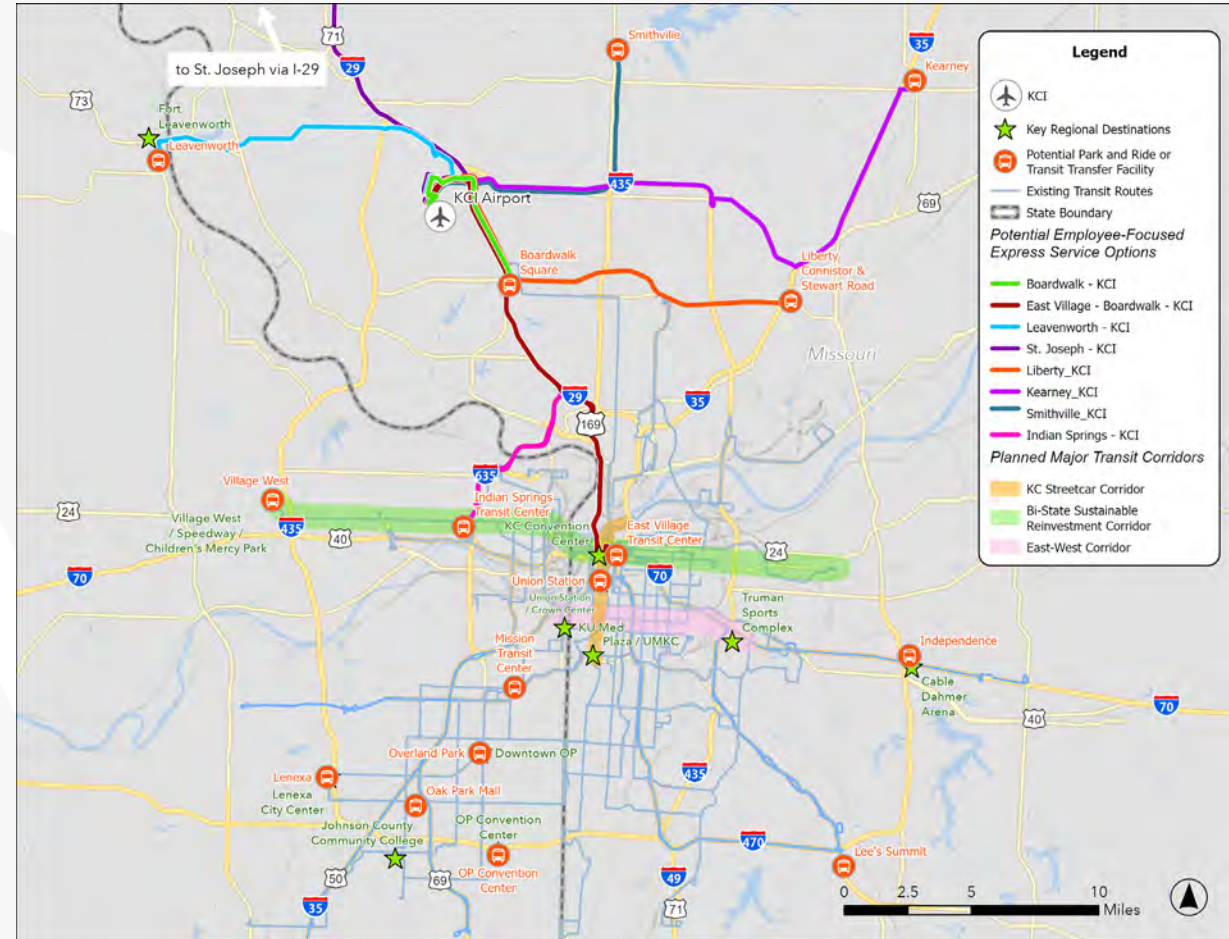 71
to St. Joseph via I-29
29
Smithville
35
Kearney
73
Fort
Leavenworth
Leavenworth
435
69
KCI Airport
Boardwalk
Square
Liberty
Connistor &
Stewart Road
Missouri
29
35
169
635
Village West
24
435
Village West
/ Speedway /
Children's Mercy Park
40
Indian Springs
Transit Center
KC Convention
Center
East Village
Transit Center
24
70
70
Union Station
Union Station
/ Crown Center
Truman
Sports
Complex
KU Med
Plaza / UMKC
Mission
Transit
Center
Independence
Cable
Dahmer
Arena
70
40
Overland Park
Downtown OP
435
Lenexa
Lenexa
City Center
Oak Park Mall
Johnson County
Community College
OP Convention
Center
OP Convention
Center
470
Lee's Summit
50
69
49
35
71
Legend
KCI
Key Regional Destinations
Potential Park and Ride or
Transit Transfer Facility
Existing Transit Routes
State Boundary
Potential Employee-Focused
Express Service Options
Boardwalk - KCI
East Village - Boardwalk - KCI
Leavenworth - KCI
St. Joseph - KCI
Liberty_KCI
Kearney_KCI
Smithville_KCI
Indian Springs - KCI
Planned Major Transit Corridors
KC Streetcar Corridor
Bi-State Sustainable
Reinvestment Corridor
East-West Corridor
0 2.5 5 10
Miles